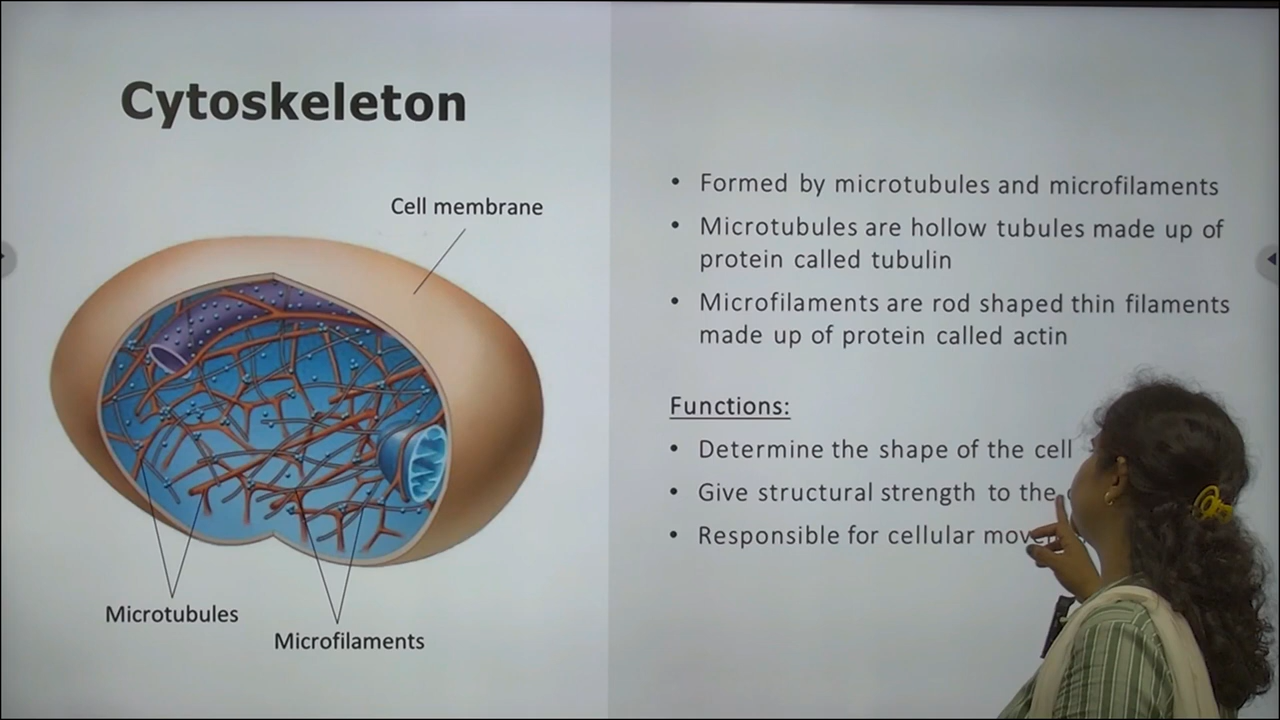 Cytoskeleton
Cell membrane
Microtubules
Microfilaments
• Formed by microtubules and microfilaments
• Microtubules are hollow tubules made up of
protein called tubulin
• Microfilaments are rod shaped thin filaments
made up of protein called actin
Functions:
• Determine the shape of the cell
• Give structural strength to the
• Responsible for cellular